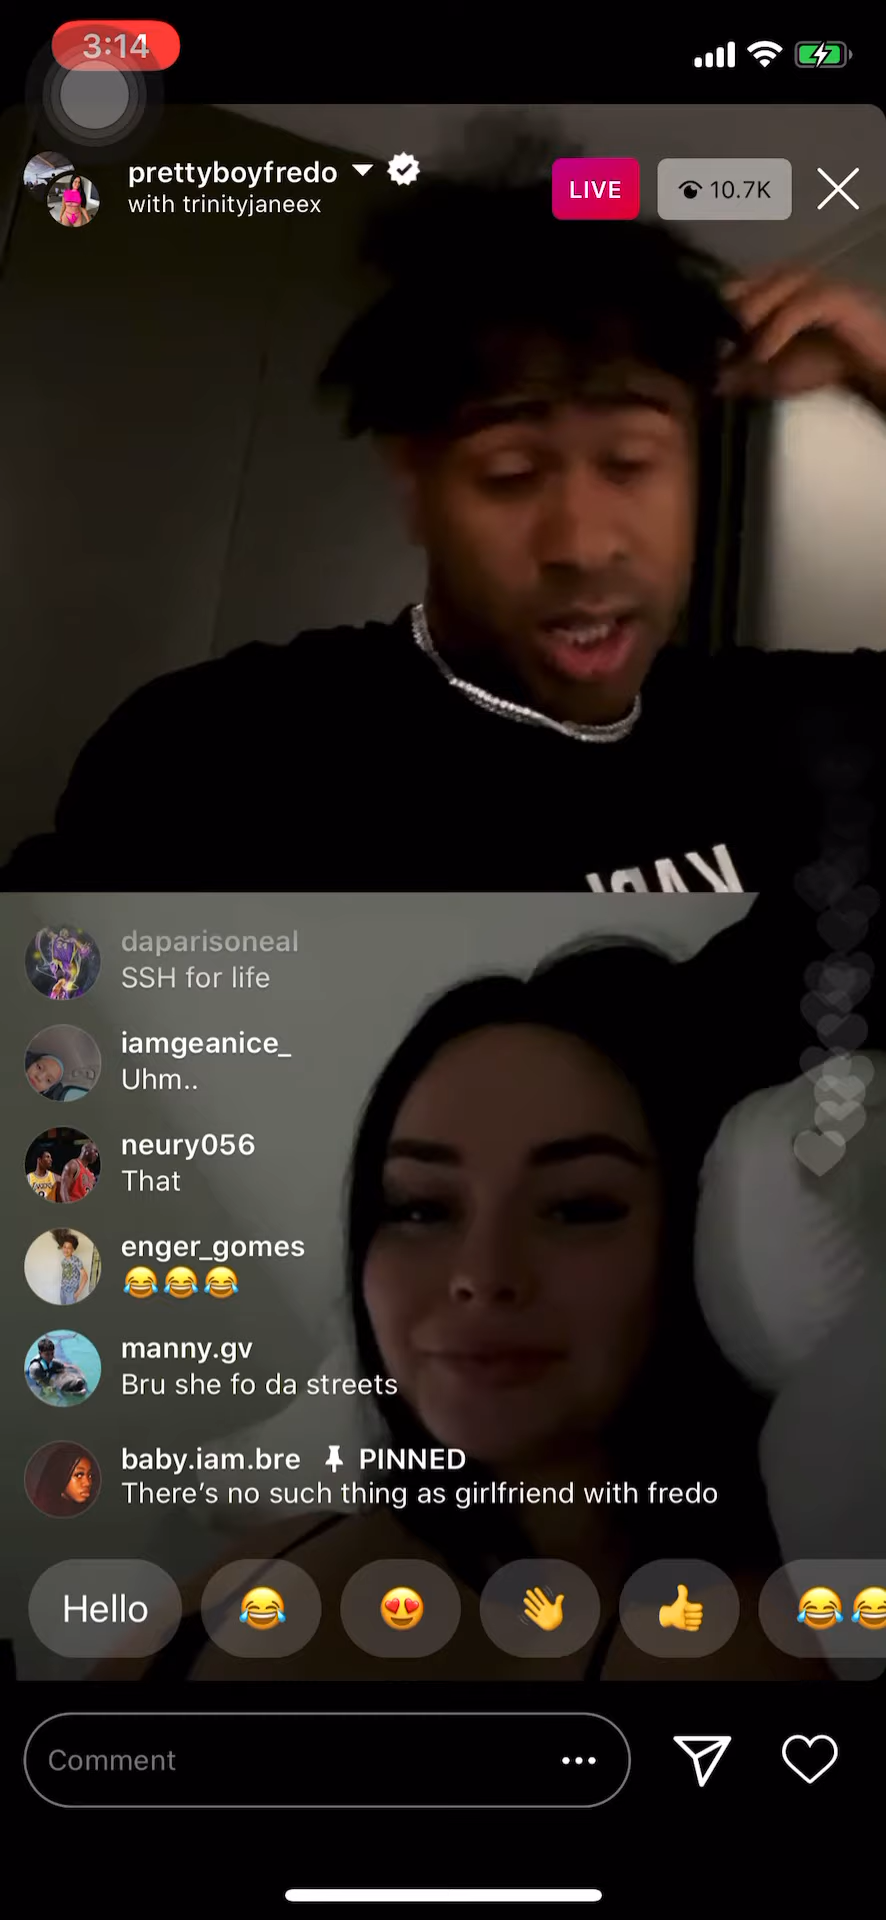 3:14
prettyboyfredo
with trinityjaneex
LIVE
10.7K
daparisoneal
SSH for life
iamgeanice_
Uhm..
neury056
That
enger_gomes
😂😂😂
manny.gv
Bru she fo da streets
baby.iam.bre PINNED
There's no such thing as girlfriend with fredo
Hello 😂 😍 👋 👍 😂😂
Comment